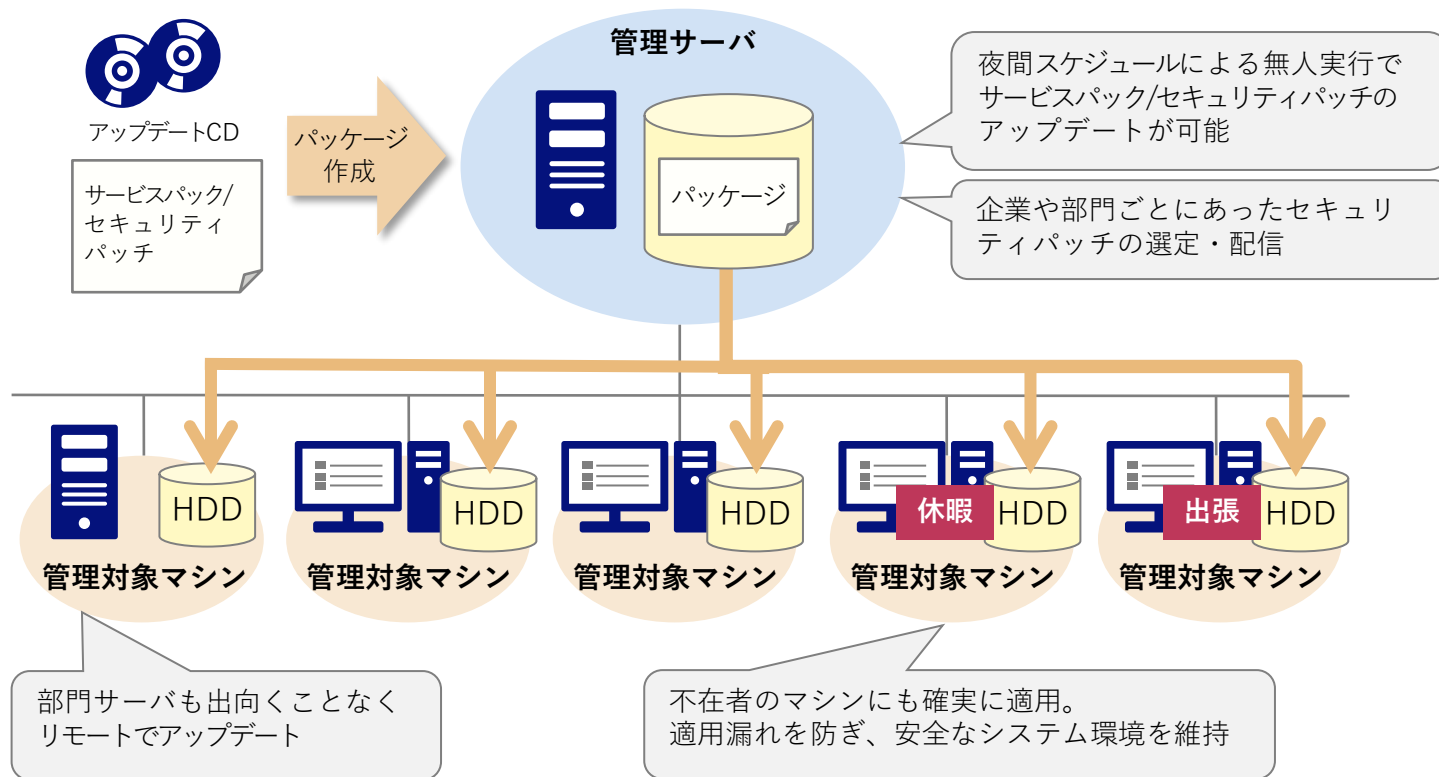 管理サーバ
アップデートCD
サービスパック/
セキュリティ
パッチ
パッケージ
作成
パッケージ
夜間スケジュールによる無人実行で
サービスパック/セキュリティパッチの
アップデートが可能
企業や部門ごとにあったセキュリ
ティパッチの選定・配信
HDD
HDD
HDD
休暇
HDD
出張
HDD
管理対象マシン
管理対象マシン
管理対象マシン
管理対象マシン
管理対象マシン
部門サーバも出向くことなく
リモートでアップデート
不在者のマシンにも確実に適用。
適用漏れを防ぎ、安全なシステム環境を維持